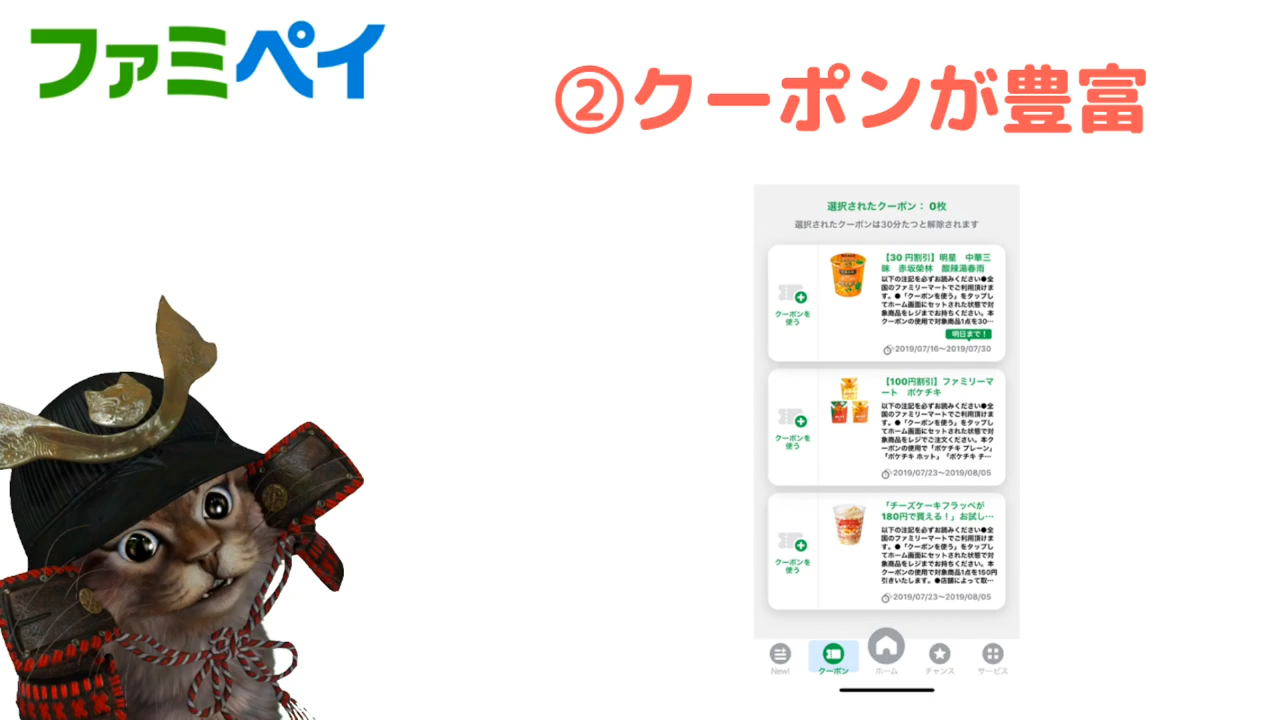 ファミペイ
②クーポンが豊富
選択されたクーポン： 0枚
選択されたクーポンは30分たつと解除されます
【30 円割引】明星　中華三
昧　赤坂榮林　酸辣湯春雨
以下の注記を必ずお読みください●全
国のファミリーマートでご利用頂けま
す。●「クーポンを使う」をタップし
てホーム画面にセットされた状態で対
象商品をレジまでお持ちください。本
クーポンの使用で対象商品1点を30…
クーポンを
使う
明日まで！
2019/07/16〜2019/07/30
【100円割引】ファミリーマ
ート　ポケチキ
以下の注記を必ずお読みください●全
国のファミリーマートでご利用頂けま
す。●「クーポンを使う」をタップし
てホーム画面にセットされた状態で対
象商品をレジでご注文ください。本ク
ーポンの使用で「ポケチキ プレーン」
「ポケチキ ホット」「ポケチキ チ…
クーポンを
使う
2019/07/23〜2019/08/05
「チーズケーキフラッペが
180円で買える！」お試し…
以下の注記を必ずお読みください●全
国のファミリーマートでご利用頂けま
す。●「クーポンを使う」をタップし
てホーム画面にセットされた状態で対
象商品をレジまでお持ちください。本
クーポンの使用で対象商品1点を150円
引きいたします。●店舗によって取…
クーポンを
使う
2019/07/23〜2019/08/05
New!
クーポン
ホーム
チャンス
サービス